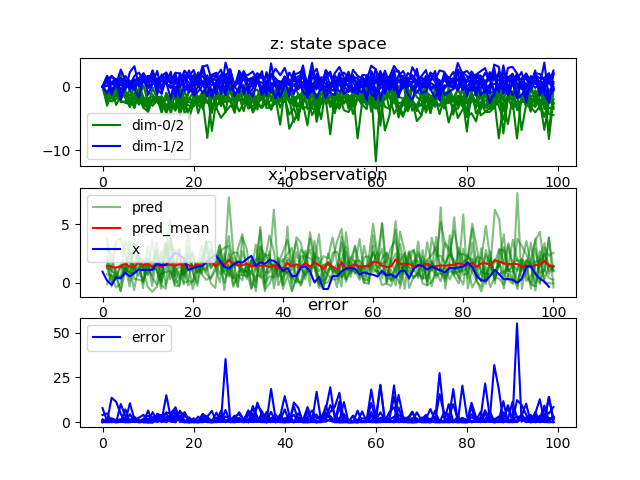 z: state space
0
−10
dim-0/2
dim-1/2
0 20 40 60 80 100
x: observation
5
0
pred
pred_mean
x
0 20 40 60 80 100
error
50
25
0
error
0 20 40 60 80 100